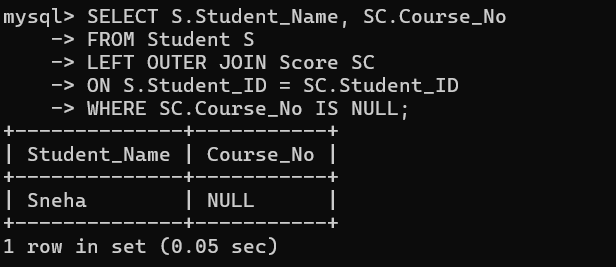 mysql> SELECT S.Student_Name, SC.Course_No
    -> FROM Student S
    -> LEFT OUTER JOIN Score SC
    -> ON S.Student_ID = SC.Student_ID
    -> WHERE SC.Course_No IS NULL;
+--------------+-----------+
| Student_Name | Course_No |
+--------------+-----------+
| Sneha        | NULL      |
+--------------+-----------+
1 row in set (0.05 sec)